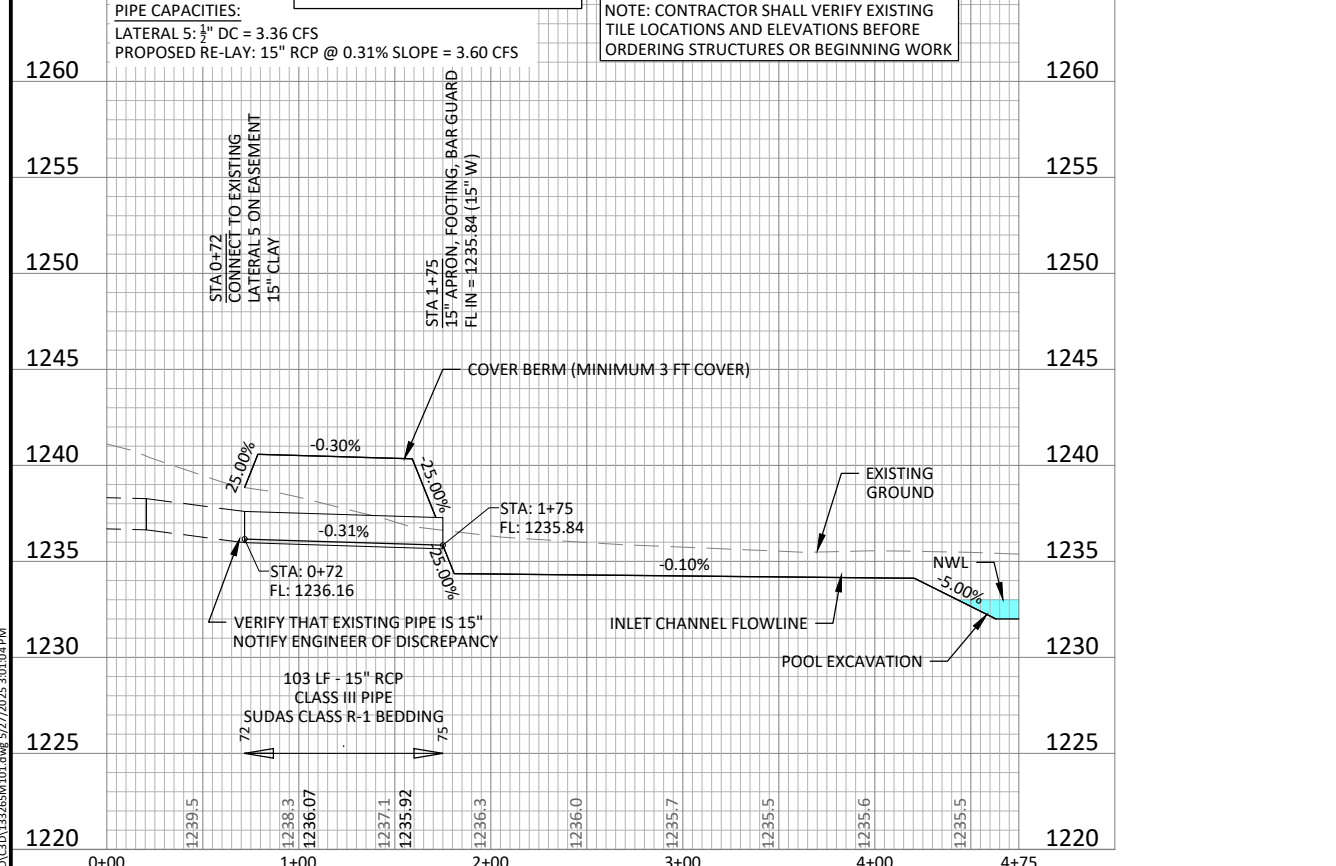 PIPE CAPACITIES:
LATERAL 5: ½" DC = 3.36 CFS
PROPOSED RE-LAY: 15" RCP @ 0.31% SLOPE = 3.60 CFS
NOTE: CONTRACTOR SHALL VERIFY EXISTING
TILE LOCATIONS AND ELEVATIONS BEFORE
ORDERING STRUCTURES OR BEGINNING WORK
1260
1260
1255
1255
1250
1250
1245
1245
1240
1240
1235
1235
1230
1230
1225
1225
1220
1220
STA 0+72
CONNECT TO EXISTING
LATERAL 5 ON EASEMENT
15" CLAY
STA 1+75
15" APRON, FOOTING, BAR GUARD
FL IN = 1235.84 (15" W)
COVER BERM (MINIMUM 3 FT COVER)
25.00%
-0.30%
-25.00%
EXISTING
GROUND
-0.31%
STA: 1+75
FL: 1235.84
-25.00%
-0.10%
NWL
-5.00%
STA: 0+72
FL: 1236.16
VERIFY THAT EXISTING PIPE IS 15"
NOTIFY ENGINEER OF DISCREPANCY
INLET CHANNEL FLOWLINE
POOL EXCAVATION
103 LF - 15" RCP
CLASS III PIPE
SUDAS CLASS R-1 BEDDING
72
75
1239.5
1238.3
1236.07
1237.1
1235.92
1236.3
1236.0
1235.7
1235.5
1235.6
1235.5
0+00
1+00
2+00
3+00
4+00
4+75
5/27/2025 3:01:04 PM